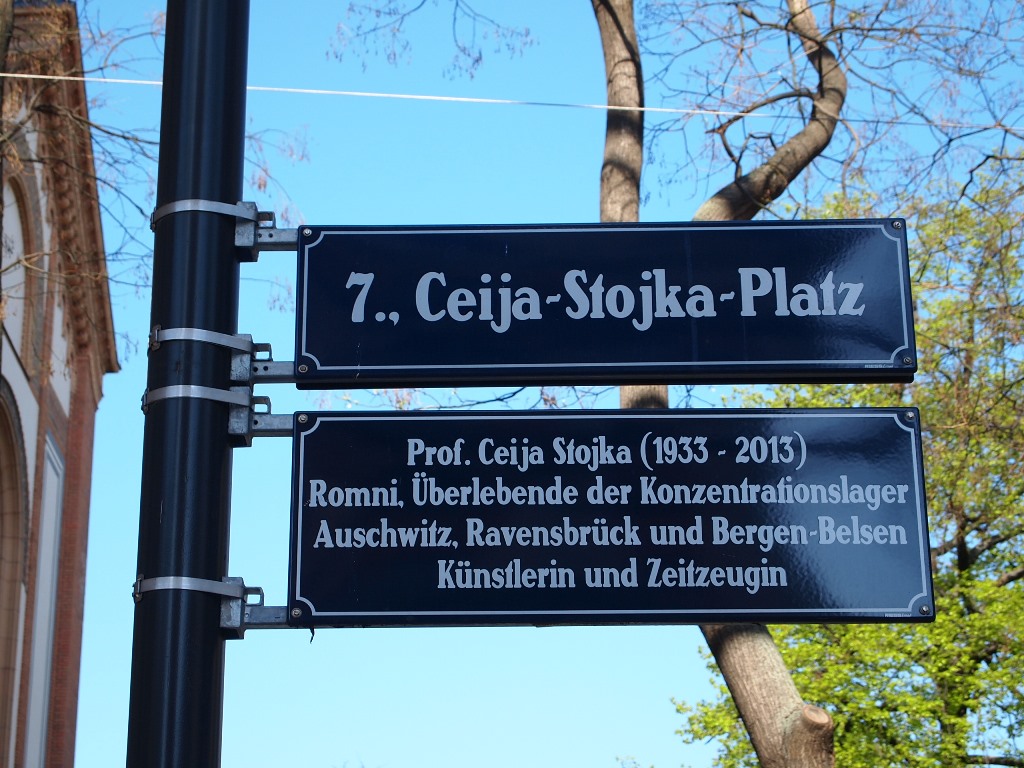 7., Ceija-Stojka-Platz
Prof. Ceija Stojka (1933 - 2013)
Romni, Überlebende der Konzentrationslager
Auschwitz, Ravensbrück und Bergen-Belsen
Künstlerin und Zeitzeugin